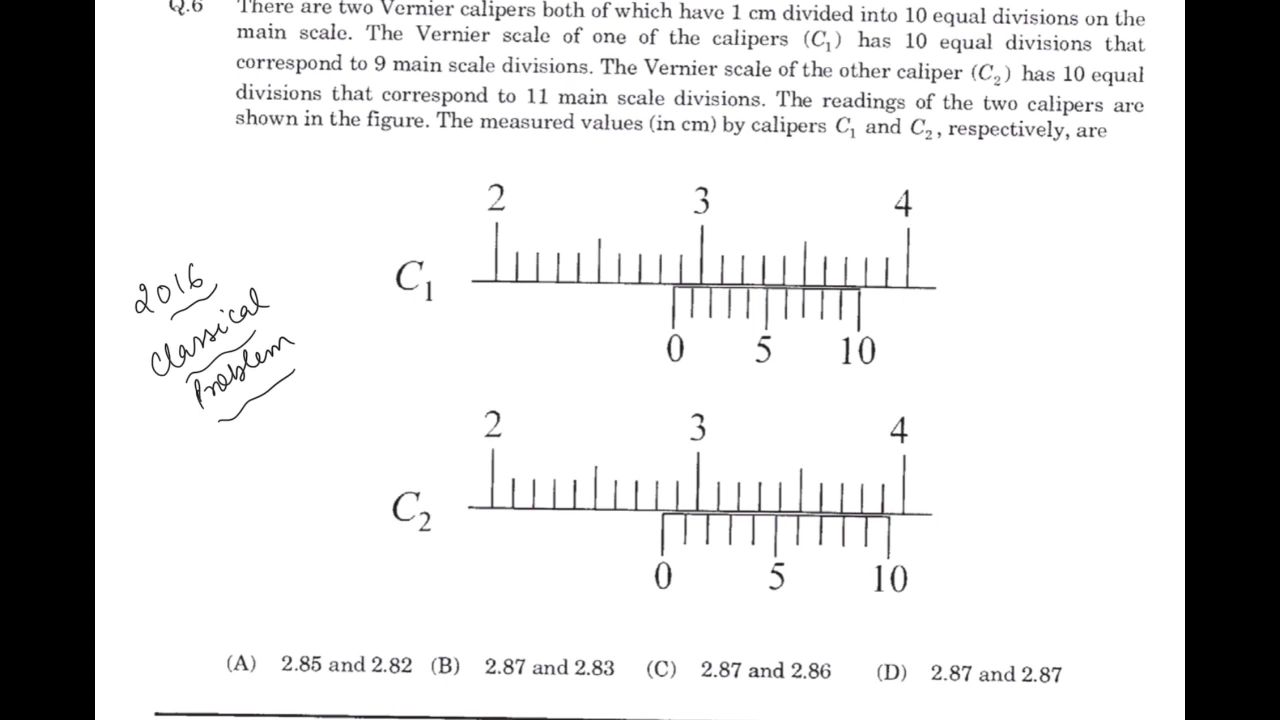 Q.6 There are two Vernier calipers both of which have 1 cm divided into 10 equal divisions on the
main scale. The Vernier scale of one of the calipers (C₁) has 10 equal divisions that
correspond to 9 main scale divisions. The Vernier scale of the other caliper (C₂) has 10 equal
divisions that correspond to 11 main scale divisions. The readings of the two calipers are
shown in the figure. The measured values (in cm) by calipers C₁ and C₂, respectively, are
2 3 4
C₁
0 5 10
2016
Classical
Problem
2 3 4
C₂
0 5 10
(A) 2.85 and 2.82 (B) 2.87 and 2.83 (C) 2.87 and 2.86 (D) 2.87 and 2.87